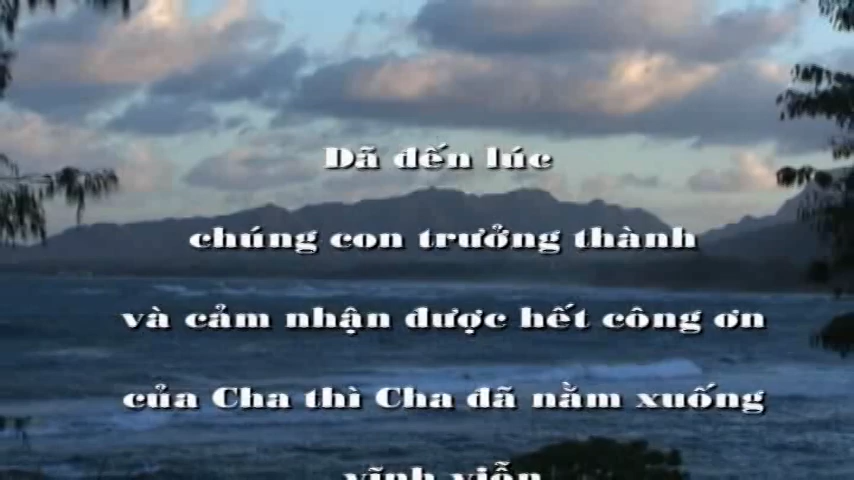 Dã đến lúc
chúng con trưởng thành
và cảm nhận được hết công ơn
của Cha thì Cha đã nằm xuống
vĩnh viễn